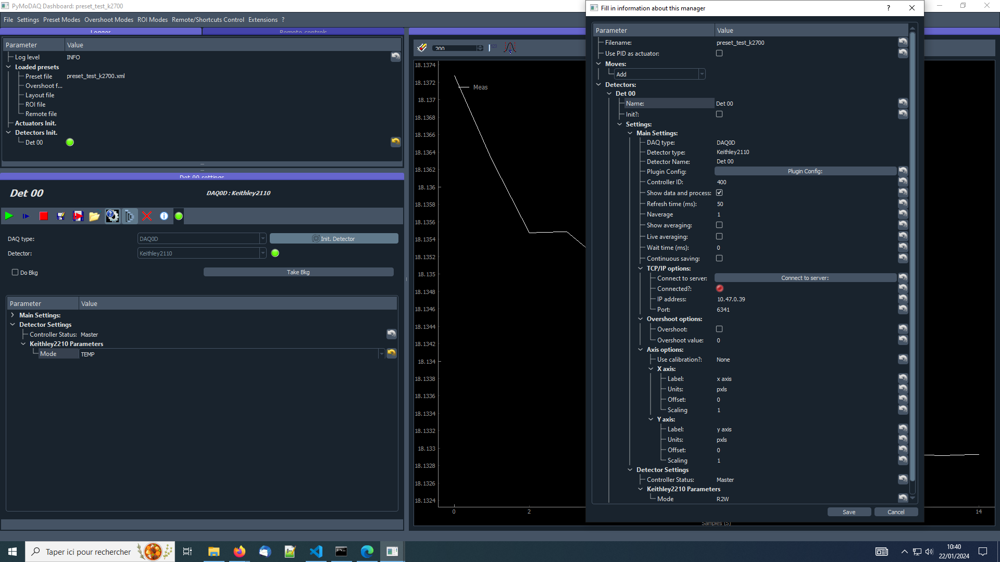 PyMoDAQ Dashboard: preset_test_k2700
File Settings Preset Modes Overshoot Modes ROI Modes Remote/Shortcuts Control Extensions ?
Logger
Remote controls
Parameter Value
Log level INFO
Loaded presets
Preset file preset_test_k2700.xml
Overshoot f...
Layout file
ROI file
Remote file
Actuators Init.
Detectors Init.
Det 00
Det 00 settings
Det 00 DAQ0D : Keithley2110
DAQ type: DAQ0D Init. Detector
Detector: Keithley2110
Do Bkg Take Bkg
Parameter Value
Main Settings:
Detector Settings
Controller Status: Master
Keithley2210 Parameters
Mode TEMP
200
18.1374
18.1372
18.137
18.1368
18.1366
18.1364
18.1362
18.136
18.1358
18.1356
18.1354
18.1352
18.135
18.1348
18.1346
18.1344
18.1342
18.134
18.1338
18.1336
18.1334
18.1332
18.133
18.1328
18.1326
18.1324
Meas
0 2 14
Samples (S)
Fill in information about this manager ?
Parameter Value
Filename: preset_test_k2700
Use PID as actuator:
Moves:
Add
Detectors:
Det 00
Name: Det 00
Init?:
Settings:
Main Settings:
DAQ type: DAQ0D
Detector type: Keithley2110
Detector Name: Det 00
Plugin Config: Plugin Config:
Controller ID: 400
Show data and process:
Refresh time (ms): 50
Naverage 1
Show averaging:
Live averaging:
Wait time (ms): 0
Continuous saving:
TCP/IP options:
Connect to server: Connect to server:
Connected?:
IP address: 10.47.0.39
Port: 6341
Overshoot options:
Overshoot:
Overshoot value: 0
Axis options:
Use calibration?: None
X axis:
Label: x axis
Units: pxls
Offset: 0
Scaling 1
Y axis:
Label: y axis
Units: pxls
Offset: 0
Scaling 1
Detector Settings
Controller Status: Master
Keithley2210 Parameters
Mode R2W
Save Cancel
Taper ici pour rechercher
10:40
22/01/2024